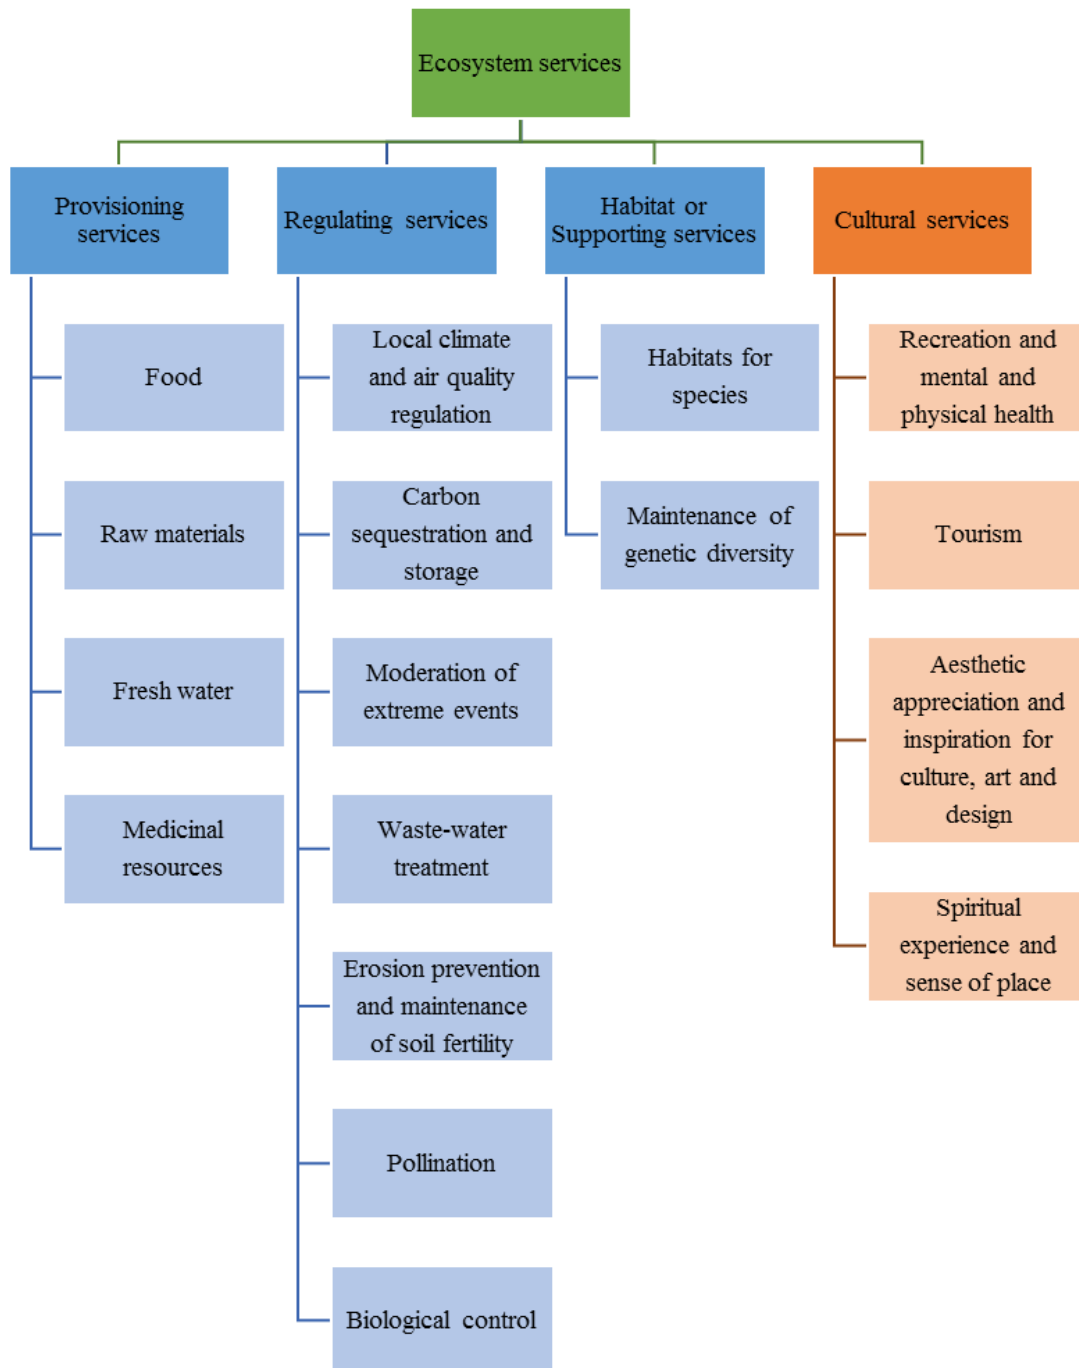 Ecosystem services
Provisioning
services
Regulating services
Habitat or
Supporting services
Cultural services
Food
Raw materials
Fresh water
Medicinal
resources
Local climate
and air quality
regulation
Carbon
sequestration and
storage
Moderation of
extreme events
Waste-water
treatment
Erosion prevention
and maintenance
of soil fertility
Pollination
Biological control
Habitats for
species
Maintenance of
genetic diversity
Recreation and
mental and
physical health
Tourism
Aesthetic
appreciation and
inspiration for
culture, art and
design
Spiritual
experience and
sense of place